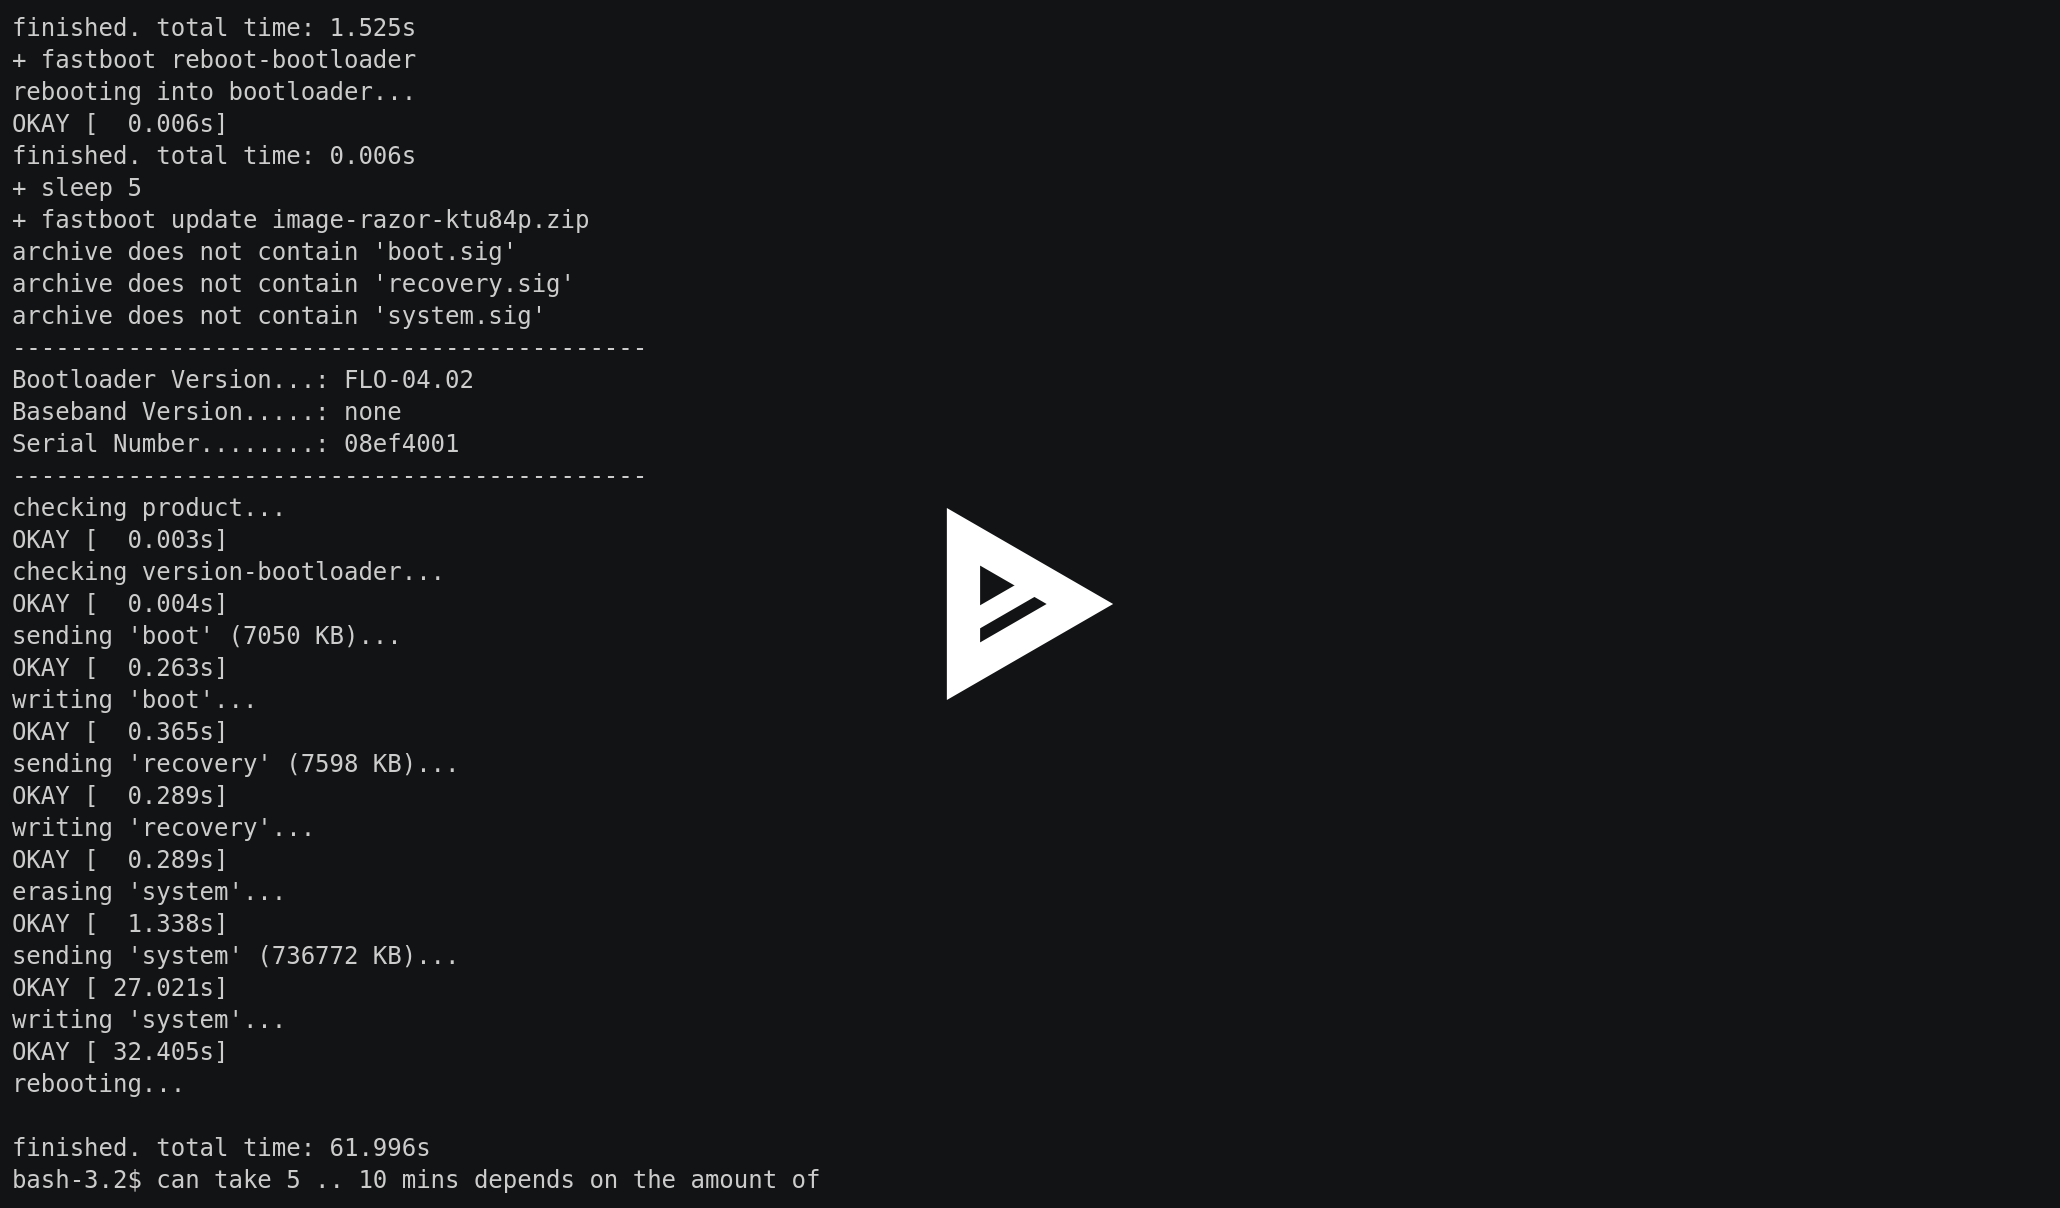 finished. total time: 1.525s
+ fastboot reboot-bootloader
rebooting into bootloader...
OKAY [  0.006s]
finished. total time: 0.006s
+ sleep 5
+ fastboot update image-razor-ktu84p.zip
archive does not contain 'boot.sig'
archive does not contain 'recovery.sig'
archive does not contain 'system.sig'
--------------------------------------------
Bootloader Version...: FLO-04.02
Baseband Version.....: none
Serial Number........: 08ef4001
--------------------------------------------
checking product...
OKAY [  0.003s]
checking version-bootloader...
OKAY [  0.004s]
sending 'boot' (7050 KB)...
OKAY [  0.263s]
writing 'boot'...
OKAY [  0.365s]
sending 'recovery' (7598 KB)...
OKAY [  0.289s]
writing 'recovery'...
OKAY [  0.289s]
erasing 'system'...
OKAY [  1.338s]
sending 'system' (736772 KB)...
OKAY [ 27.021s]
writing 'system'...
OKAY [ 32.405s]
rebooting...

finished. total time: 61.996s
bash-3.2$ can take 5 .. 10 mins depends on the amount of